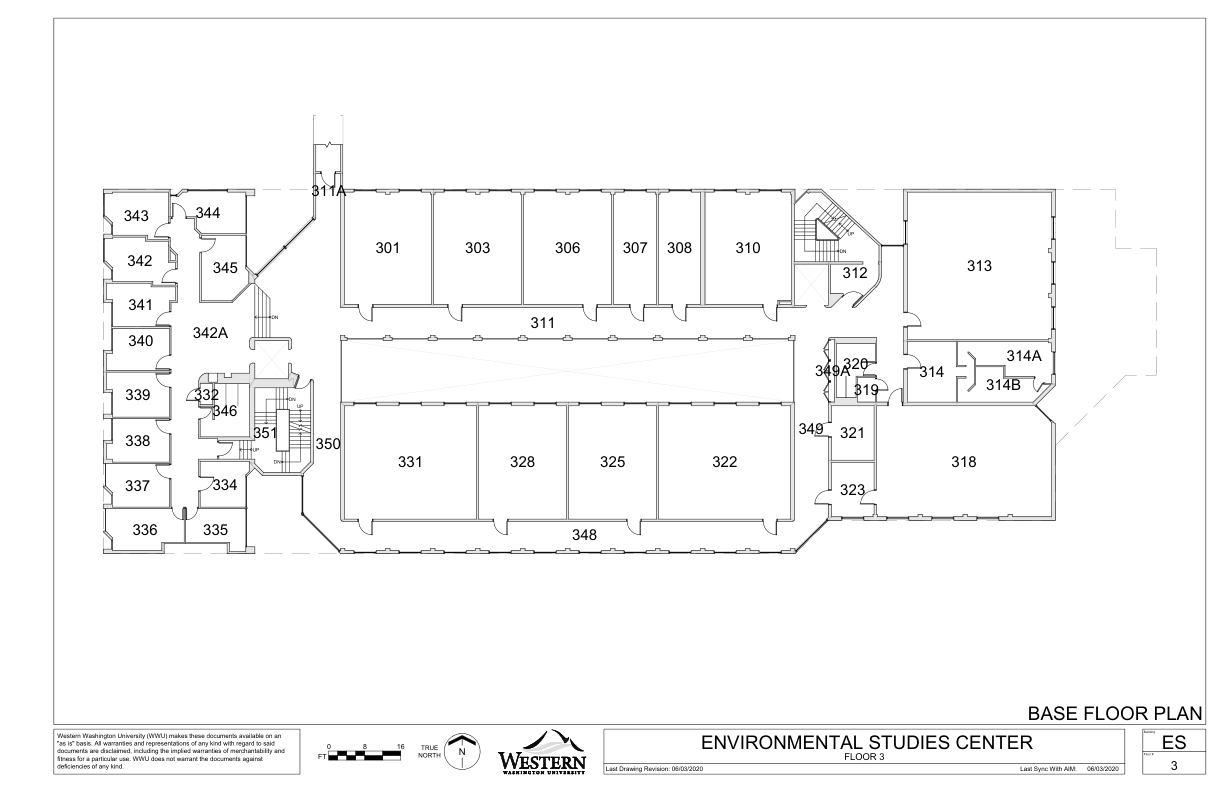 311A
343
344
342
345
301
303
306
307
308
310
UP
DN
312
313
341
DN
311
342A
340
320
349A
314
314A
314B
339
332
346
DN
UP
319
338
351
350
349
321
UP
DN
331
328
325
322
318
337
334
323
336
335
348
BASE FLOOR PLAN
Western Washington University (WWU) makes these documents available on an
"as is" basis. All warranties and representations of any kind with regard to said
documents are disclaimed, including the implied warranties of merchantability and
fitness for a particular use. WWU does not warrant the documents against
deficiencies of any kind.
0 8 16
FT
TRUE
NORTH
N
WESTERN
WASHINGTON UNIVERSITY
ENVIRONMENTAL STUDIES CENTER
FLOOR 3
Last Drawing Revision: 06/03/2020
Last Sync With AIM: 06/03/2020
Building
ES
Floor #
3